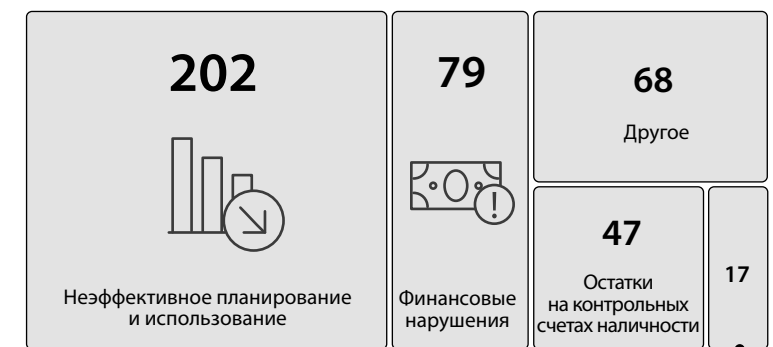 202
Неэффективное планирование
и использование
79
Финансовые
нарушения
68
Другое
47
Остатки
на контрольных
счетах наличности
17